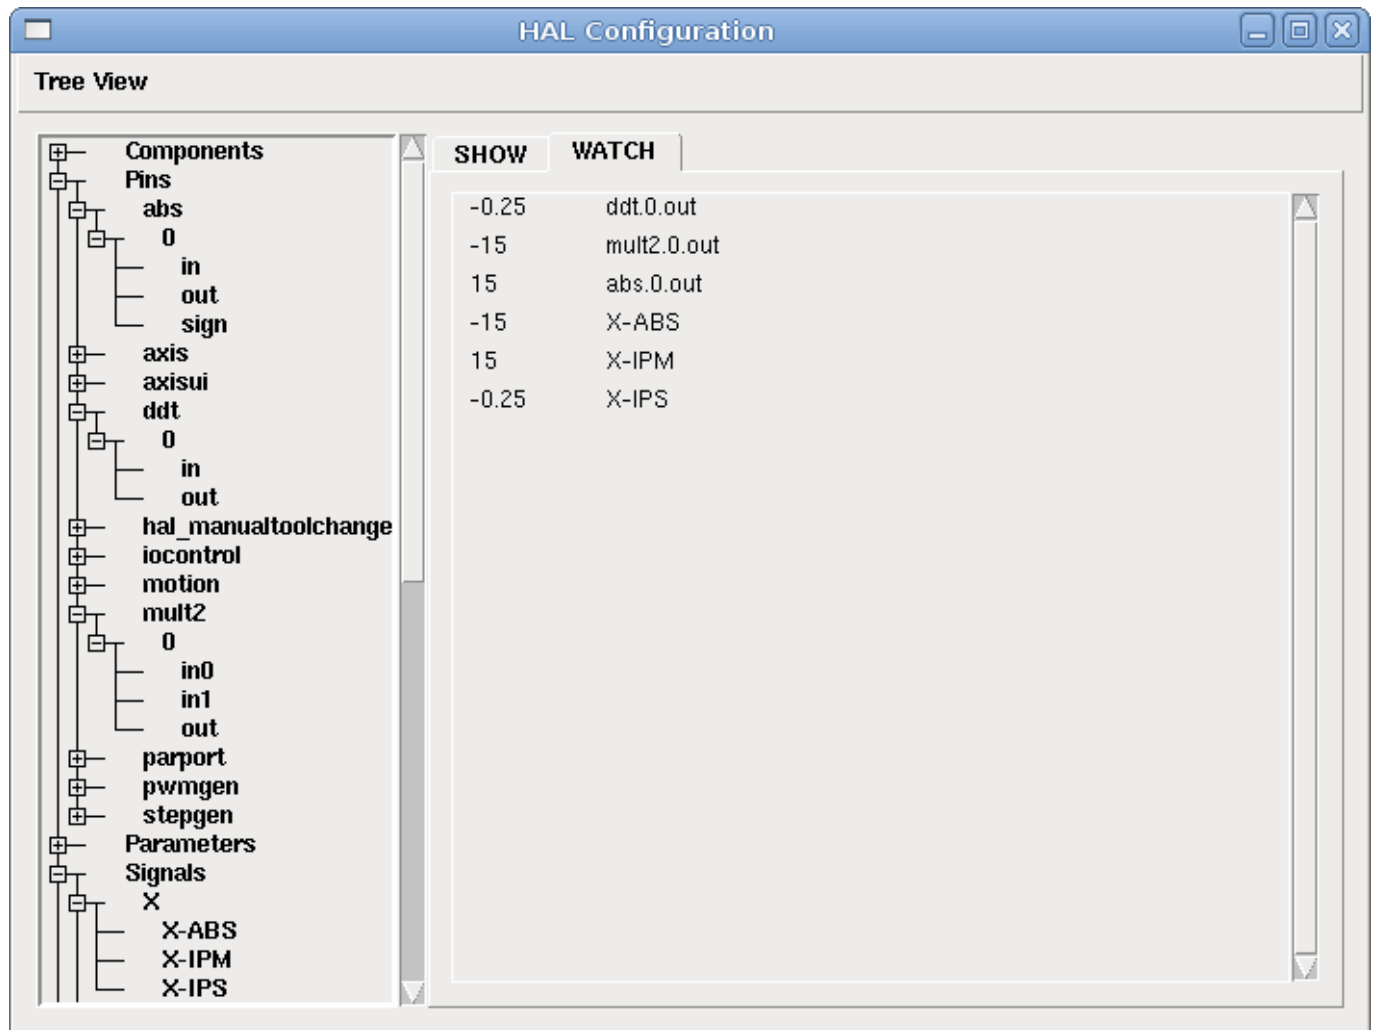 HAL Configuration
Tree View
Components
Pins
abs
0
in
out
sign
axis
axisui
ddt
0
in
out
hal_manualtoolchange
iocontrol
motion
mult2
0
in0
in1
out
parport
pwmgen
stepgen
Parameters
Signals
X
X-ABS
X-IPM
X-IPS
SHOW WATCH
-0.25 ddt.0.out
-15 mult2.0.out
15 abs.0.out
-15 X-ABS
15 X-IPM
-0.25 X-IPS